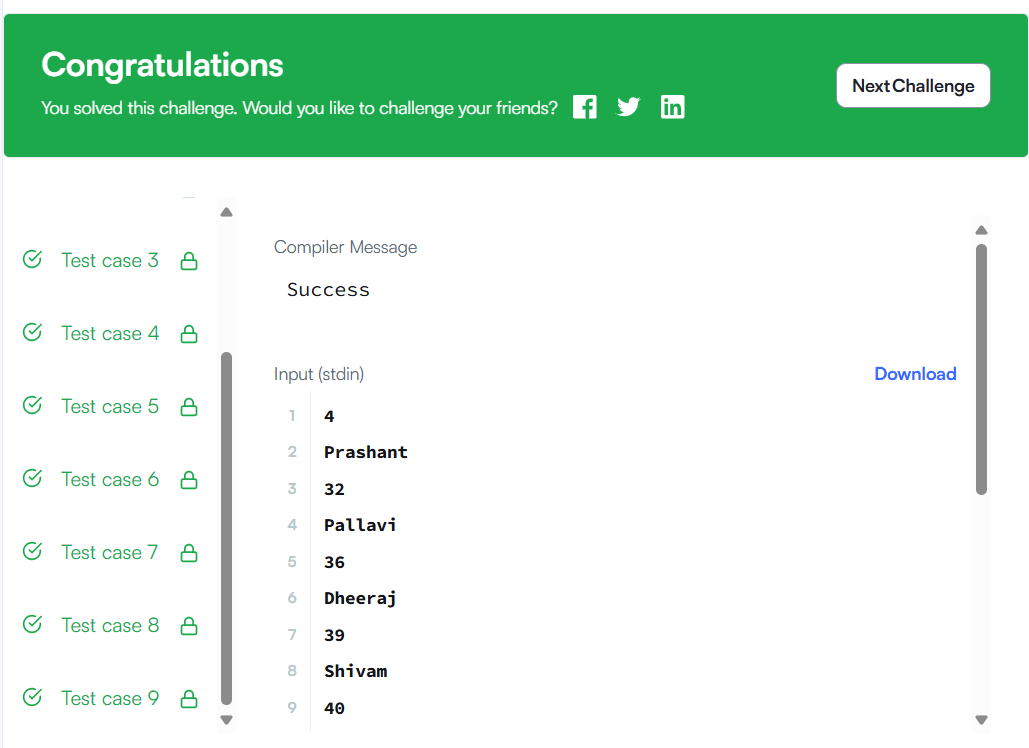 Congratulations
You solved this challenge. Would you like to challenge your friends?
Next Challenge
Test case 3
Test case 4
Test case 5
Test case 6
Test case 7
Test case 8
Test case 9
Compiler Message
Success
Input (stdin)
Download
1 4
2 Prashant
3 32
4 Pallavi
5 36
6 Dheeraj
7 39
8 Shivam
9 40